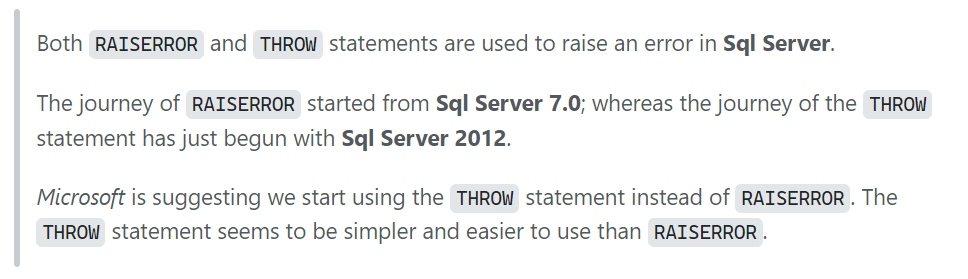 Both RAISERROR and THROW statements are used to raise an error in Sql Server.
The journey of RAISERROR started from Sql Server 7.0; whereas the journey of the THROW
statement has just begun with Sql Server 2012.
Microsoft is suggesting we start using the THROW statement instead of RAISERROR. The
THROW statement seems to be simpler and easier to use than RAISERROR.